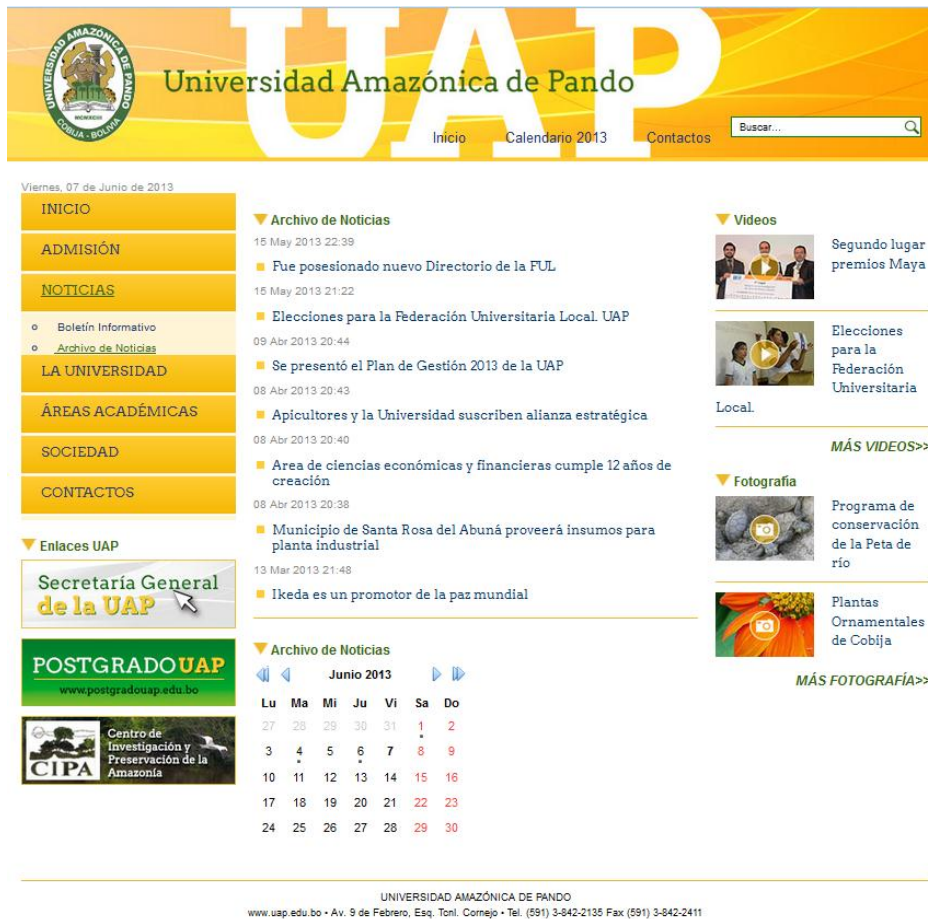 UAP
UNIVERSIDAD AMAZÓNICA DE PANDO
COBIJA - BOLIVIA
Universidad Amazónica de Pando
Inicio Calendario 2013 Contactos
Buscar...
Viernes, 07 de Junio de 2013
INICIO
ADMISIÓN
NOTICIAS
Boletín Informativo
Archivo de Noticias
LA UNIVERSIDAD
ÁREAS ACADÉMICAS
SOCIEDAD
CONTACTOS
Enlaces UAP
Secretaría General
de la UAP
POSTGRADO UAP
www.postgradouap.edu.bo
CIPA
Centro de
Investigación y
Preservación de la
Amazonía
Archivo de Noticias
15 May 2013 22:39
Fue posesionado nuevo Directorio de la FUL
15 May 2013 21:22
Elecciones para la Federación Universitaria Local. UAP
09 Abr 2013 20:44
Se presentó el Plan de Gestión 2013 de la UAP
08 Abr 2013 20:43
Apicultores y la Universidad suscriben alianza estratégica
08 Abr 2013 20:40
Area de ciencias económicas y financieras cumple 12 años de
creación
08 Abr 2013 20:38
Municipio de Santa Rosa del Abuná proveerá insumos para
planta industrial
13 Mar 2013 21:48
Ikeda es un promotor de la paz mundial
Archivo de Noticias
Junio 2013
Lu Ma Mi Ju Vi Sa Do
27 28 29 30 31 1 2
3 4 5 6 7 8 9
10 11 12 13 14 15 16
17 18 19 20 21 22 23
24 25 26 27 28 29 30
Videos
Segundo lugar
premios Maya
Elecciones
para la
Federación
Universitaria
Local.
MÁS VIDEOS>>
Fotografía
Programa de
conservación
de la Peta de
río
Plantas
Ornamentales
de Cobija
MÁS FOTOGRAFÍA>>
UNIVERSIDAD AMAZÓNICA DE PANDO
www.uap.edu.bo • Av. 9 de Febrero, Esq. Tcnl. Cornejo • Tel. (591) 3-842-2135 Fax (591) 3-842-2411